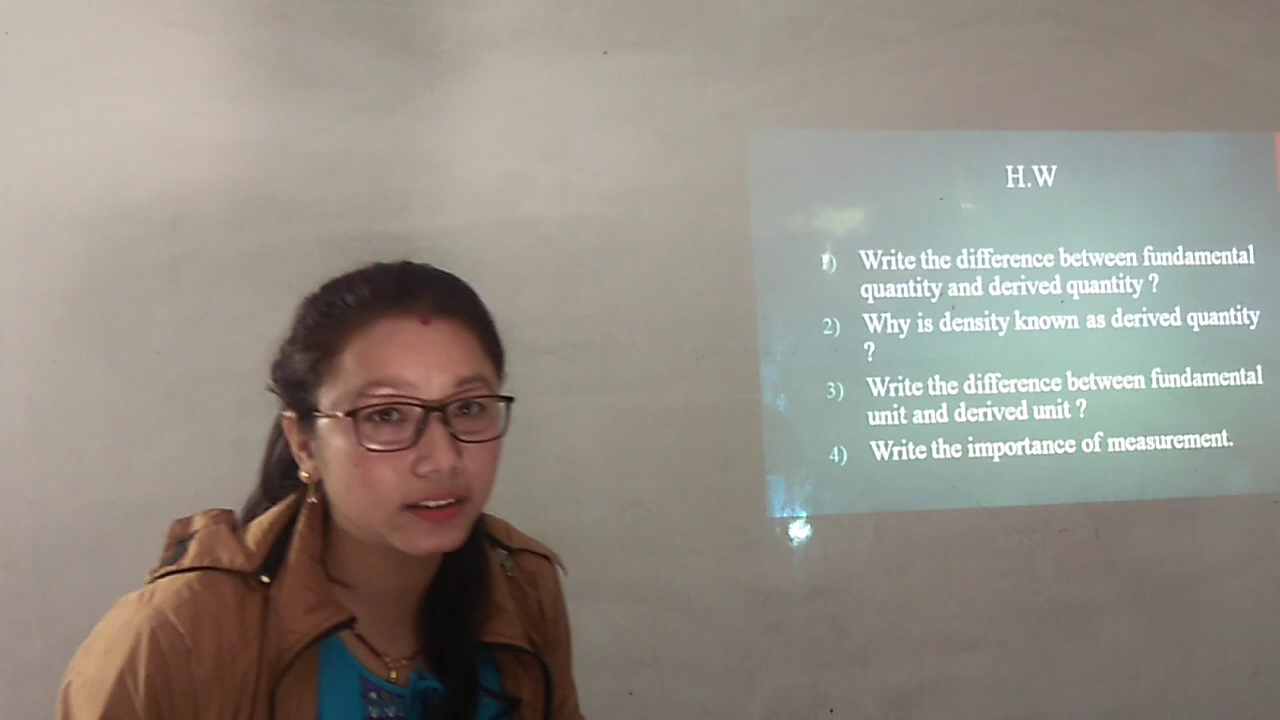 H.W
1) Write the difference between fundamental
quantity and derived quantity ?
2) Why is density known as derived quantity
?
3) Write the difference between fundamental
unit and derived unit ?
4) Write the importance of measurement.